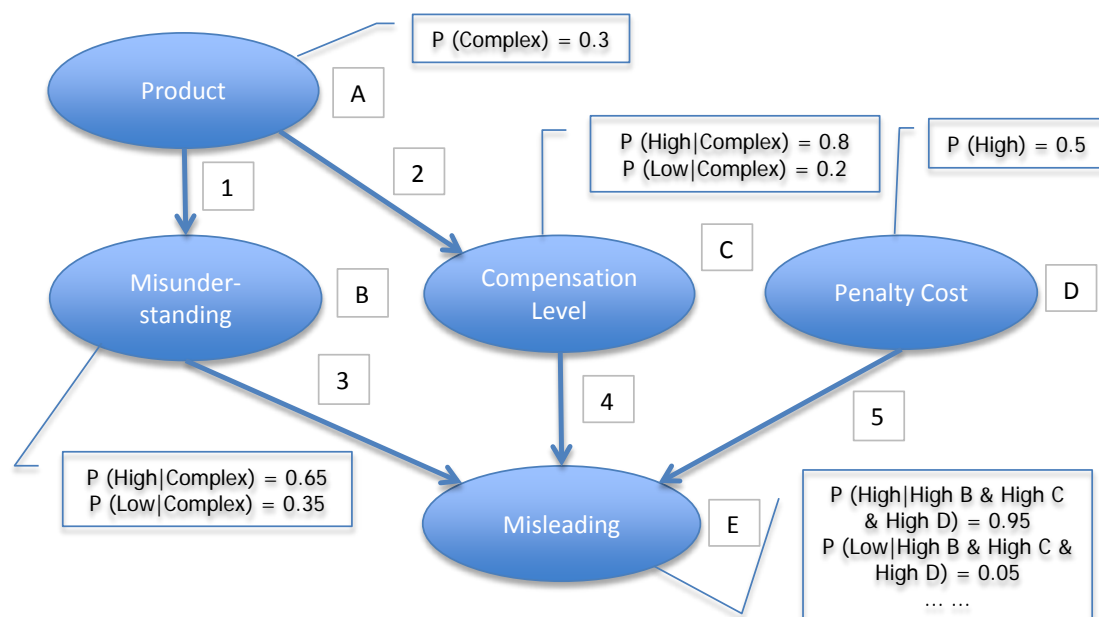 P (Complex) = 0.3
Product
A
P (High|Complex) = 0.8
P (Low|Complex) = 0.2
P (High) = 0.5
1
2
C
Misunder-
standing
B
Compensation
Level
Penalty Cost
D
3
4
5
P (High|Complex) = 0.65
P (Low|Complex) = 0.35
Misleading
E
P (High|High B & High C
& High D) = 0.95
P (Low|High B & High C &
High D) = 0.05
... ...